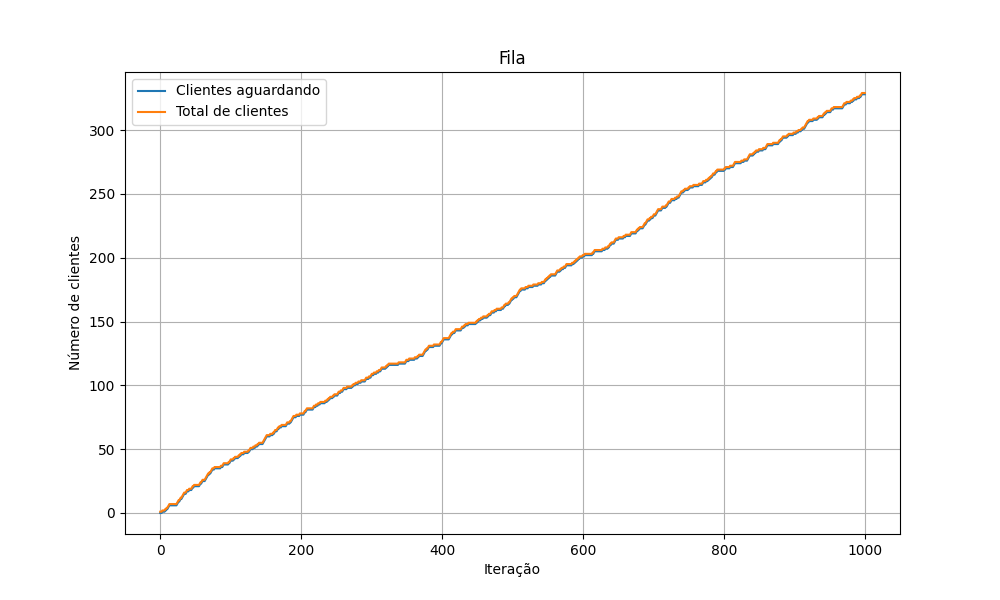 Fila
Clientes aguardando
Total de clientes
300
250
200
150
100
50
0
Número de clientes
0 200 400 600 800 1000
Iteração